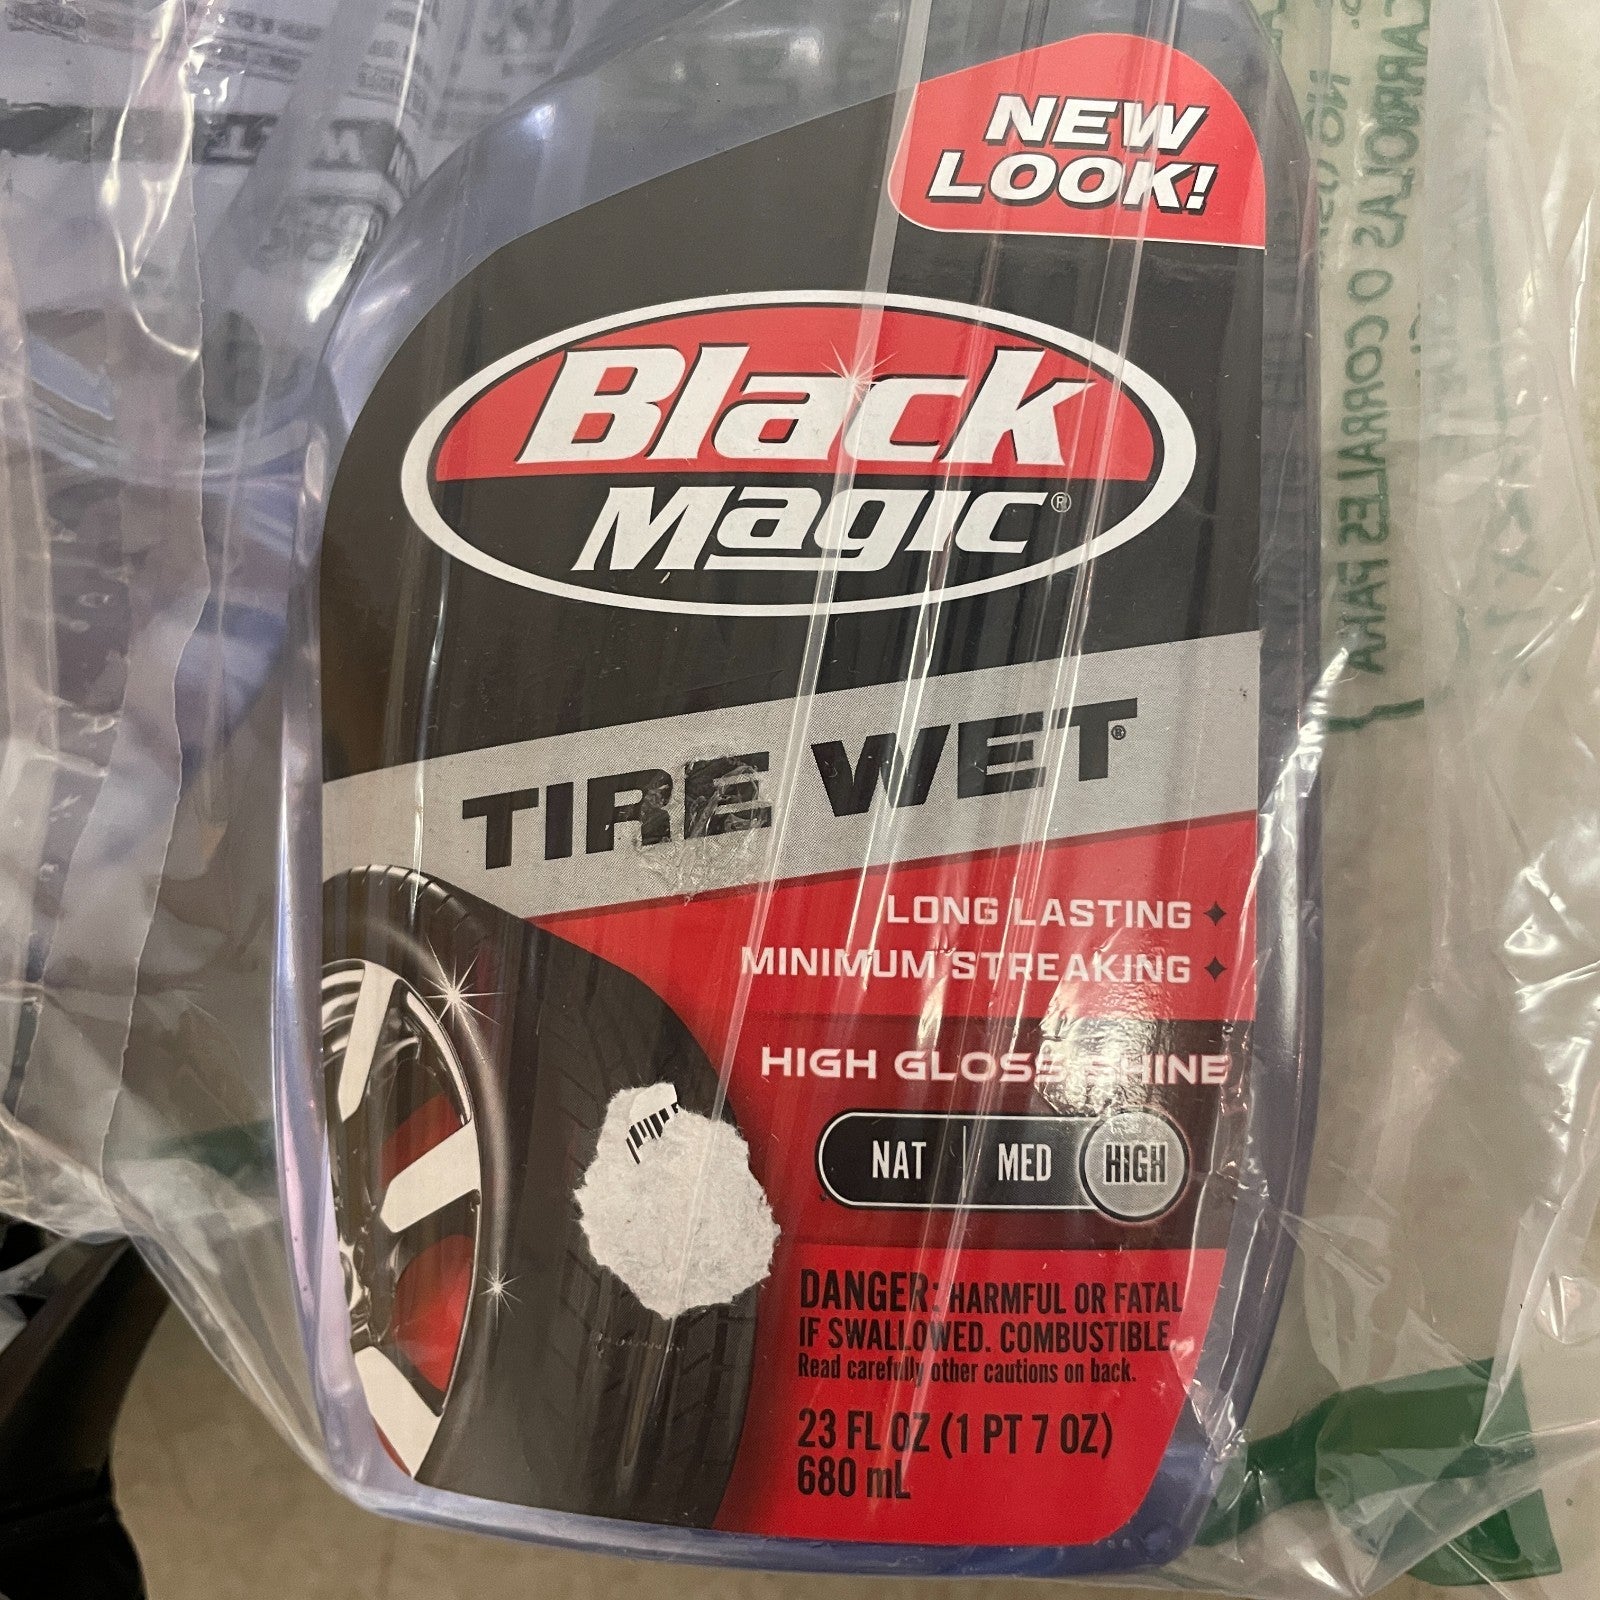 NEW
LOOK!
Black
Magic®
TIRE WET®
LONG LASTING
MINIMUM STREAKING
HIGH GLOSS SHINE
NAT MED HIGH
DANGER: HARMFUL OR FATAL
IF SWALLOWED. COMBUSTIBLE.
Read carefully other cautions on back.
23 FL OZ (1 PT 7 OZ)
680 mL
O CORRALES PARA